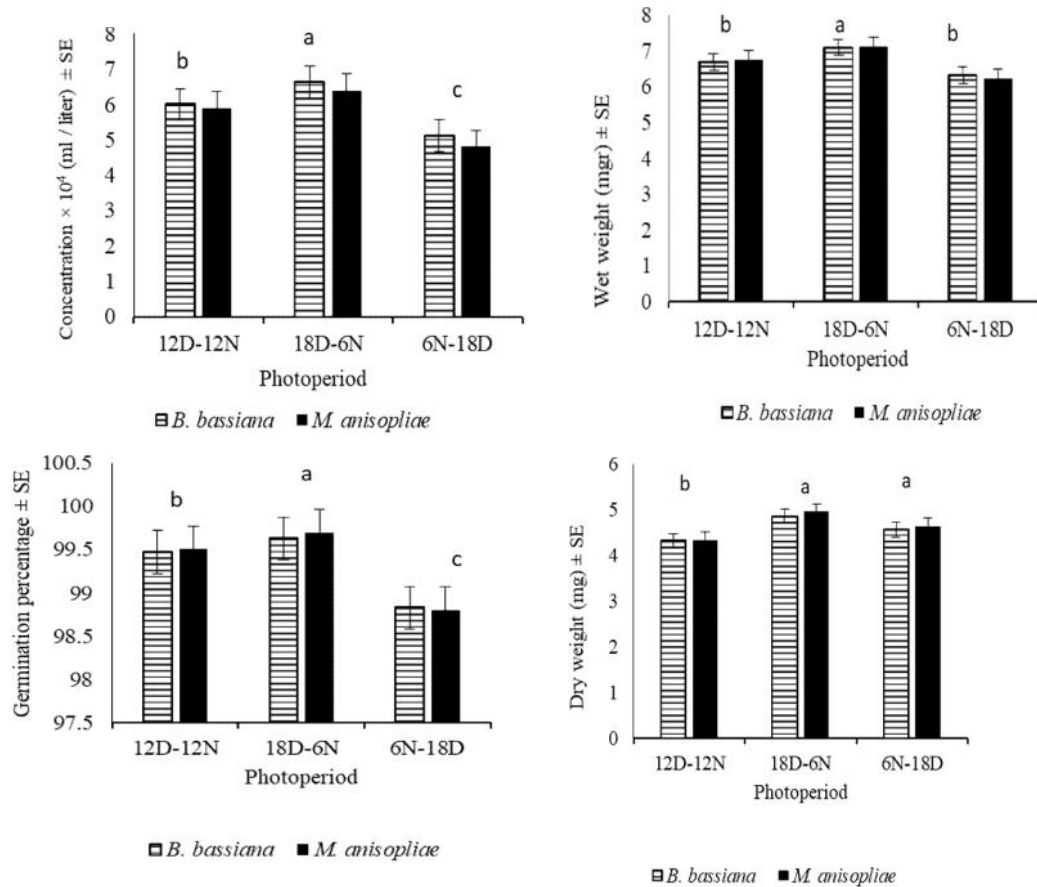 Concentration × 10⁴ (ml / liter) ± SE
8
7
6
5
4
3
2
1
0
b
a
c
12D-12N 18D-6N 6N-18D
Photoperiod
B. bassiana M. anisopliae
Wet weight (mgr) ± SE
8
7
6
5
4
3
2
1
0
b
a
b
12D-12N 18D-6N 6N-18D
Photoperiod
B. bassiana M. anisopliae
Germination percentage ± SE
100.5
100
99.5
99
98.5
98
97.5
b
a
c
12D-12N 18D-6N 6N-18D
Photoperiod
B. bassiana M. anisopliae
Dry weight (mg) ± SE
6
5
4
3
2
1
0
b
a
a
12D-12N 18D-6N 6N-18D
Photoperiod
B. bassiana M. anisopliae